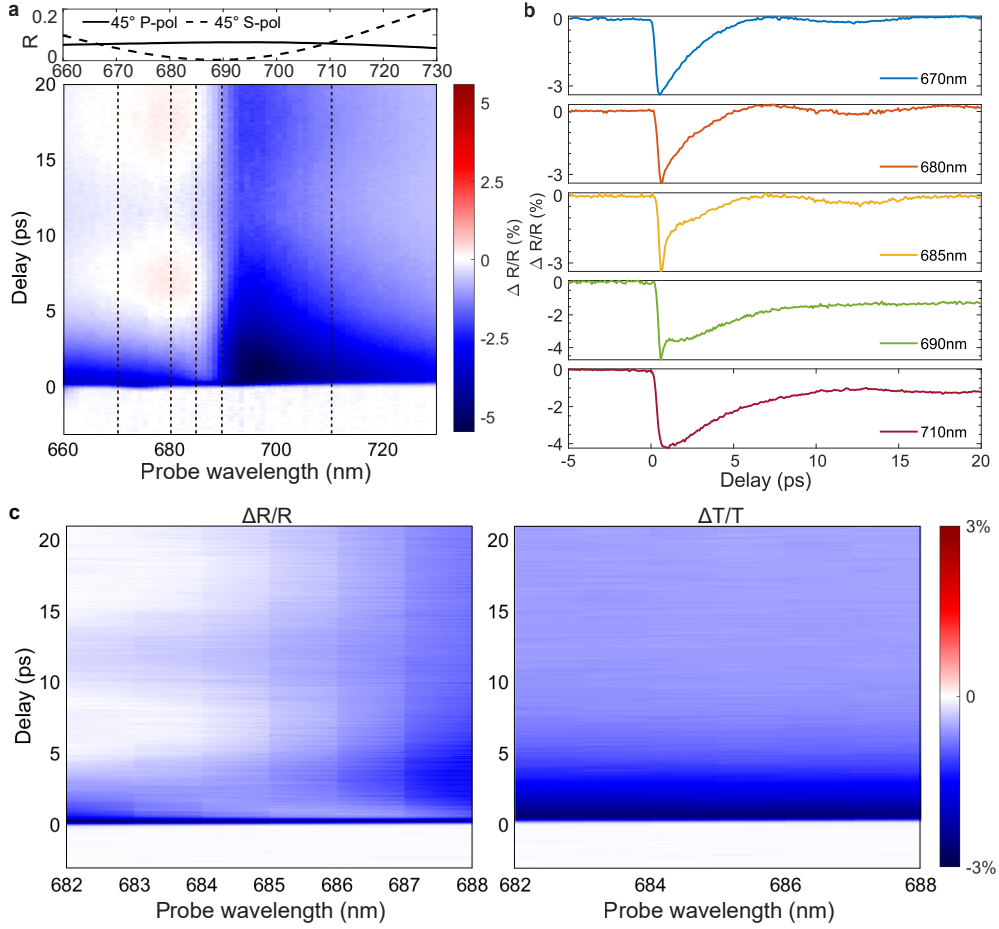 a
45° P-pol
45° S-pol
0.2
0
R
660 670 680 690 700 710 720 730
20
15
10
5
0
Delay (ps)
660 680 700 720
Probe wavelength (nm)
5
2.5
0
-2.5
-5
Δ R/R (%)
b
0
-3
670nm
0
-3
680nm
Δ R/R (%)
0
-3
685nm
0
-2
-4
690nm
0
-2
-4
710nm
-5 0 5 10 15 20
Delay (ps)
c
ΔR/R
20
15
10
5
0
Delay (ps)
682 683 684 685 686 687 688
Probe wavelength (nm)
ΔT/T
682 684 686 688
Probe wavelength (nm)
3%
0
-3%